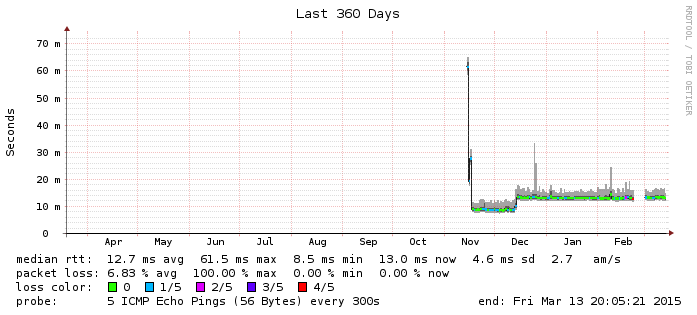 Last 360 Days
RRDTOOL / TOBI OETIKER
Seconds
70 m
60 m
50 m
40 m
30 m
20 m
10 m
0
Apr May Jun Jul Aug Sep Oct Nov Dec Jan Feb
median rtt: 12.7 ms avg 61.5 ms max 8.5 ms min 13.0 ms now 4.6 ms sd 2.7 am/s
packet loss: 6.83 % avg 100.00 % max 0.00 % min 0.00 % now
loss color: 0 1/5 2/5 3/5 4/5
probe: 5 ICMP Echo Pings (56 Bytes) every 300s end: Fri Mar 13 20:05:21 2015